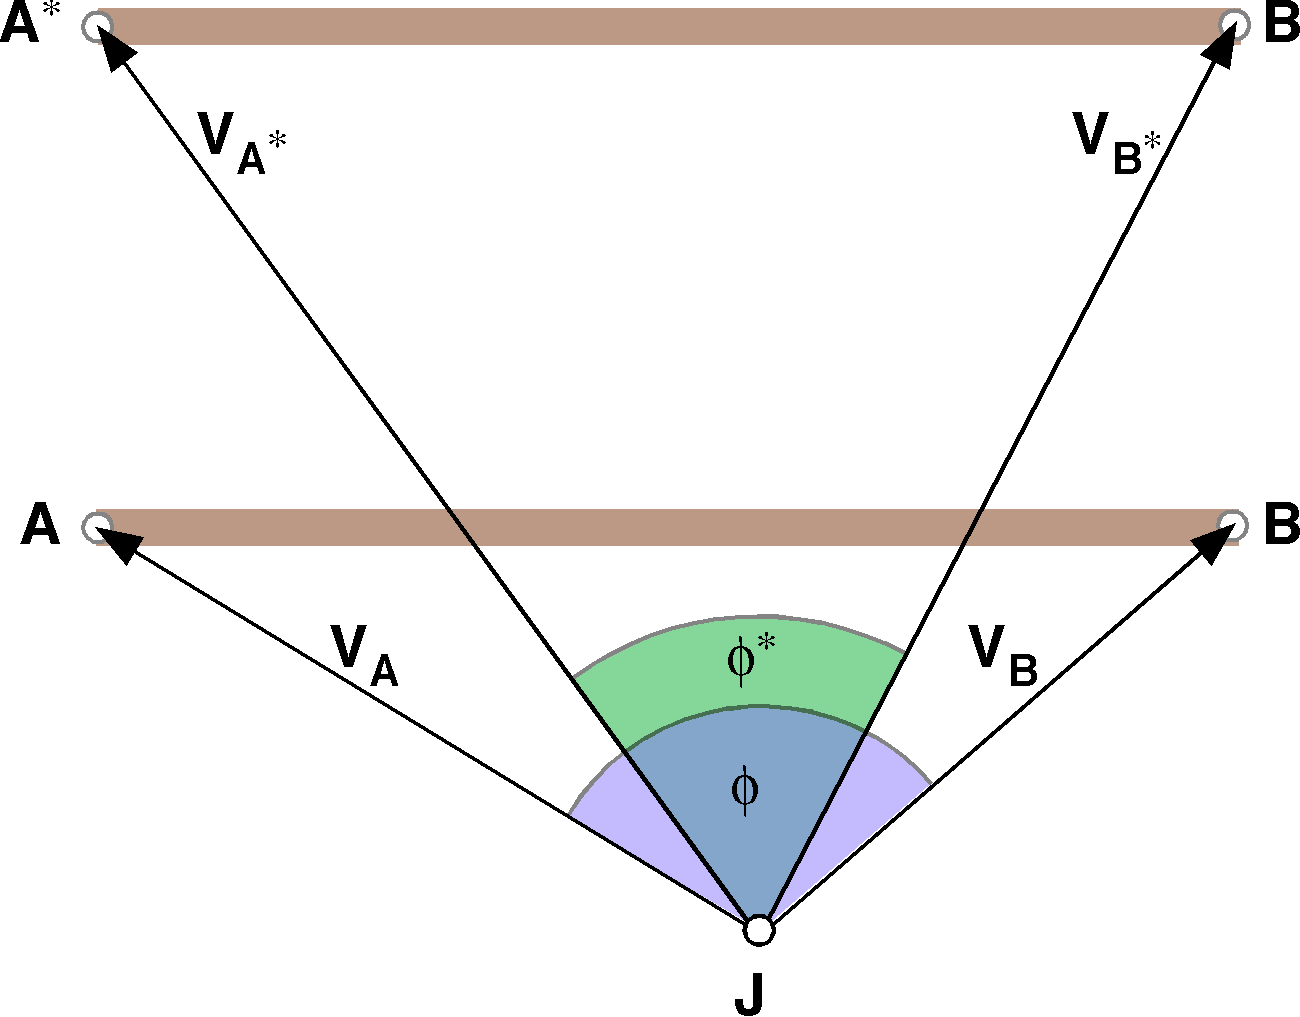 A* B
V_A* V_B*
A B
V_A ϕ* V_B
ϕ
J